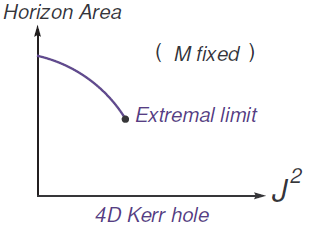 Horizon Area
( M fixed )
Extremal limit
J²
4D Kerr hole